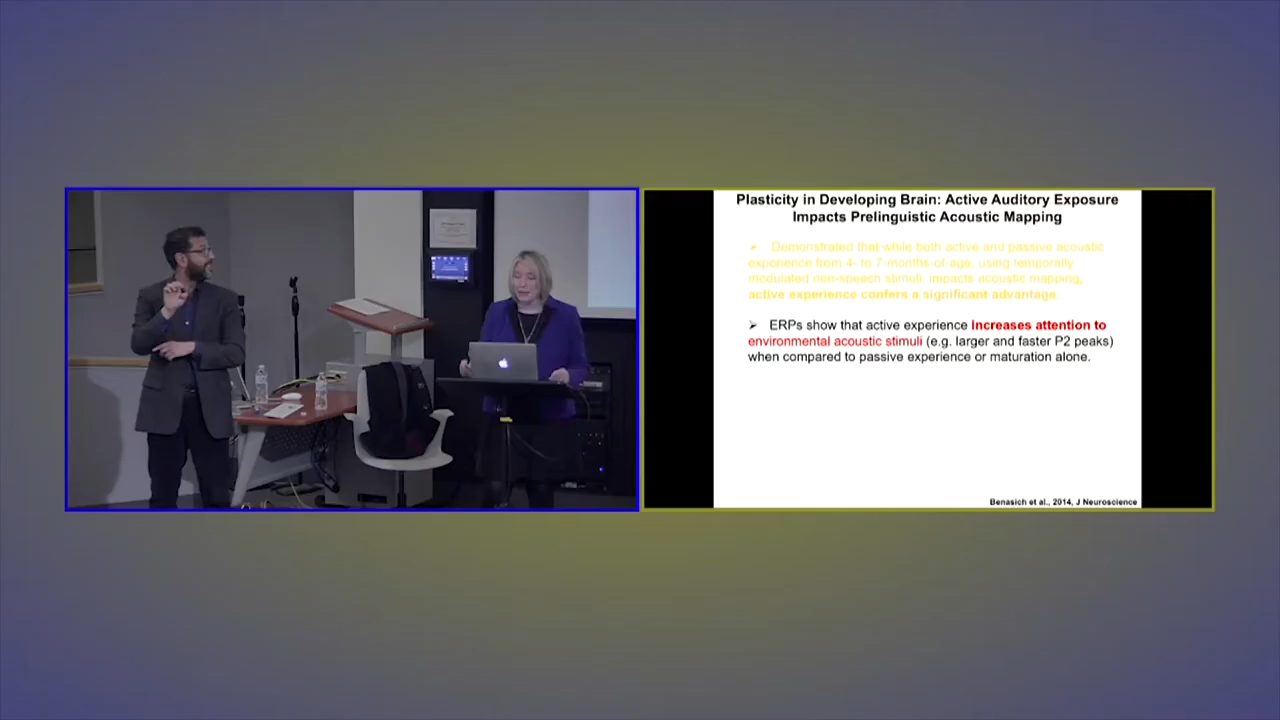 Plasticity in Developing Brain: Active Auditory Exposure
Impacts Prelinguistic Acoustic Mapping
➢ Demonstrated that while both active and passive acoustic
experience from 4- to 7-months-of-age, using temporally
modulated non-speech stimuli, impacts acoustic mapping,
active experience confers a significant advantage.
➢ ERPs show that active experience increases attention to
environmental acoustic stimuli (e.g. larger and faster P2 peaks)
when compared to passive experience or maturation alone.
Benasich et al., 2014, J Neuroscience